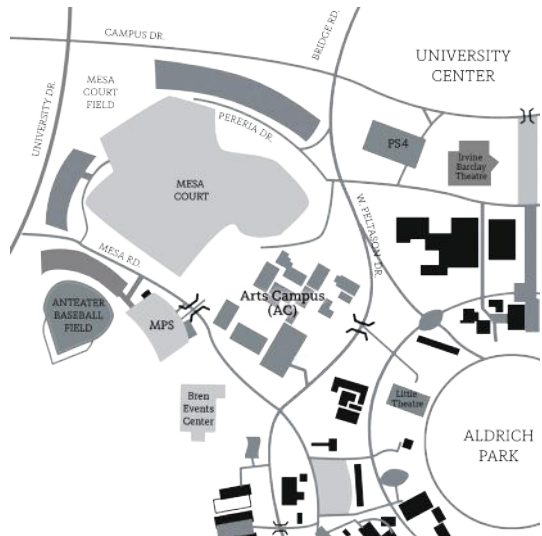 CAMPUS DR.
BRIDGE RD.
UNIVERSITY
CENTER
UNIVERSITY DR.
MESA
COURT
FIELD
PERERIA DR.
PS4
Irvine
Barclay
Theatre
MESA
COURT
W. PELTASON DR.
MESA RD.
Arts Campus
(AC)
ANTEATER
BASEBALL
FIELD
MPS
Bren
Events
Center
Little
Theatre
ALDRICH
PARK